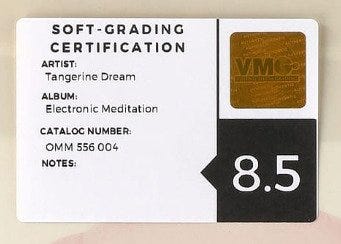 SOFT-GRADING
CERTIFICATION
ARTIST:
Tangerine Dream
ALBUM:
Electronic Meditation
CATALOG NUMBER:
OMM 556 004
NOTES:
VMG
8.5